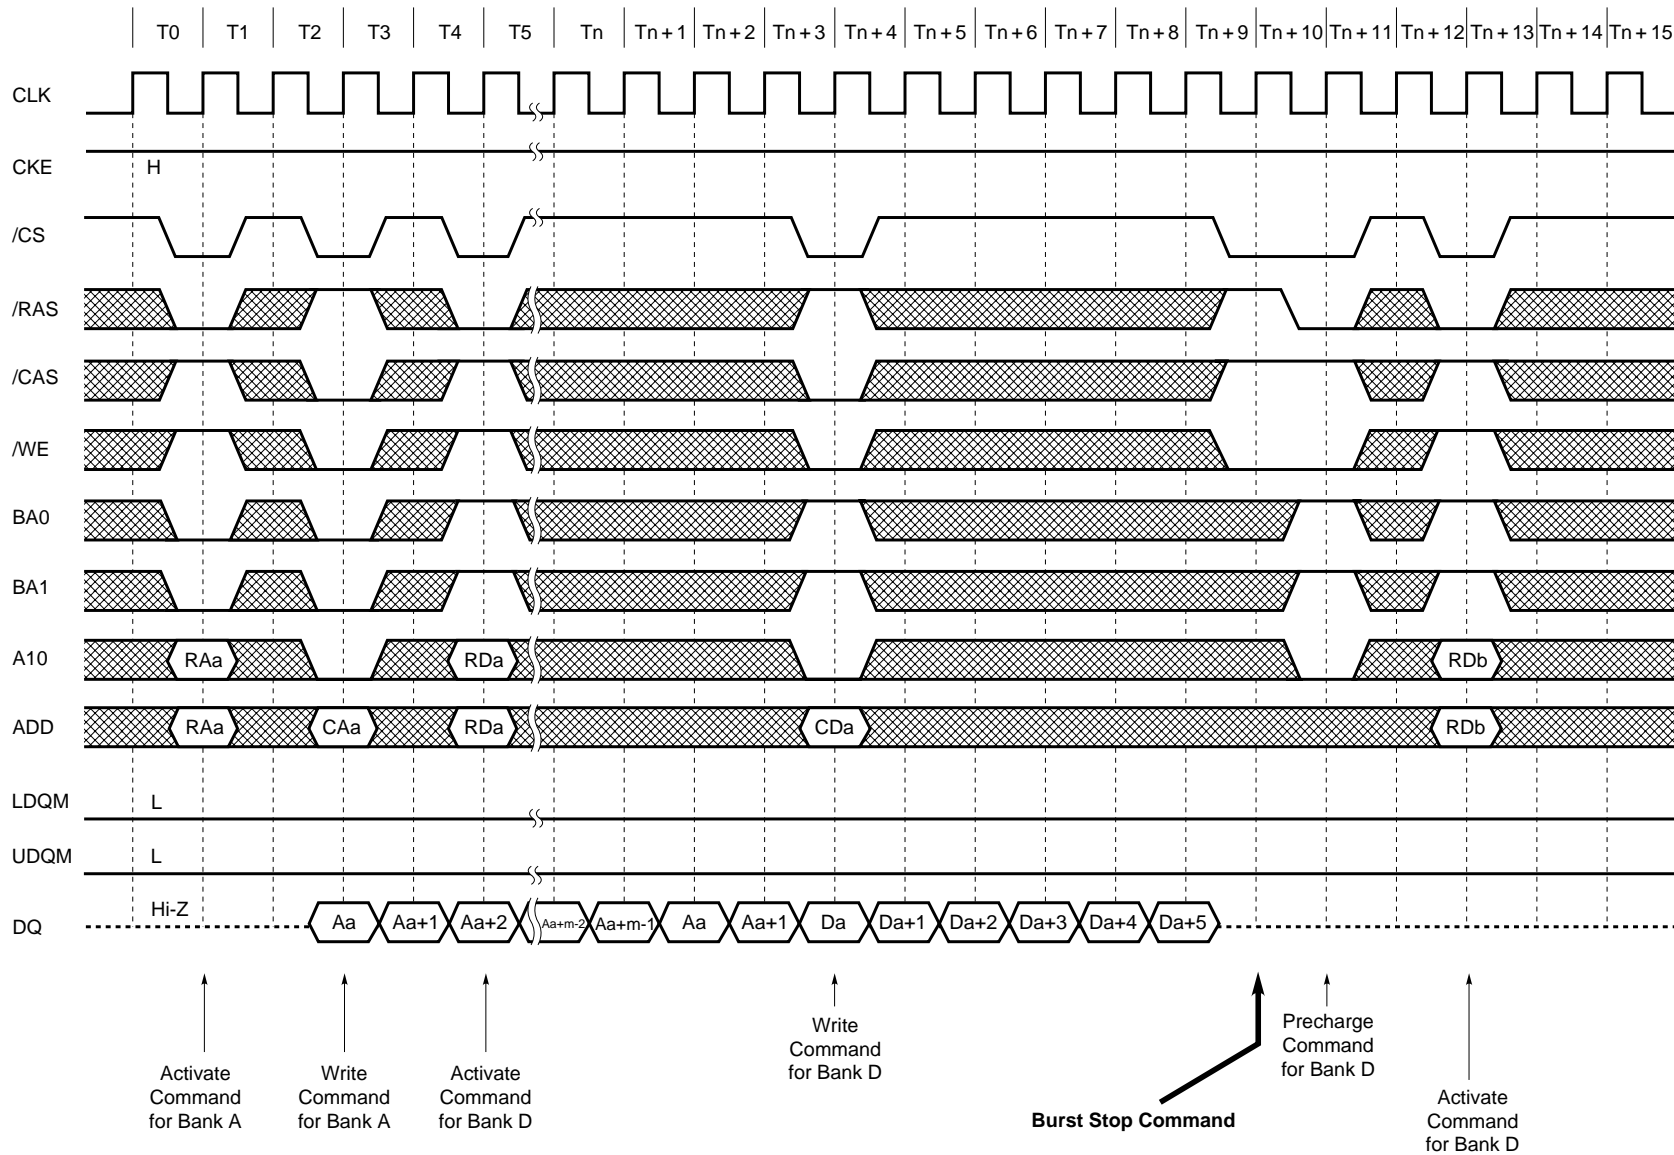 T0 T1 T2 T3 T4 T5 Tn Tn + 1 Tn + 2 Tn + 3 Tn + 4 Tn + 5 Tn + 6 Tn + 7 Tn + 8 Tn + 9 Tn + 10 Tn + 11 Tn + 12 Tn + 13 Tn + 14 Tn + 15
CLK
CKE H
/CS
/RAS
/CAS
/WE
BA0
BA1
A10 RAa RDa RDb
ADD RAa CAa RDa CDa RDb
LDQM L
UDQM L
DQ Hi-Z Aa Aa+1 Aa+2 Aa+m-2 Aa+m-1 Aa Aa+1 Da Da+1 Da+2 Da+3 Da+4 Da+5
Activate
Command
for Bank A
Write
Command
for Bank A
Activate
Command
for Bank D
Write
Command
for Bank D
Burst Stop Command
Precharge
Command
for Bank D
Activate
Command
for Bank D